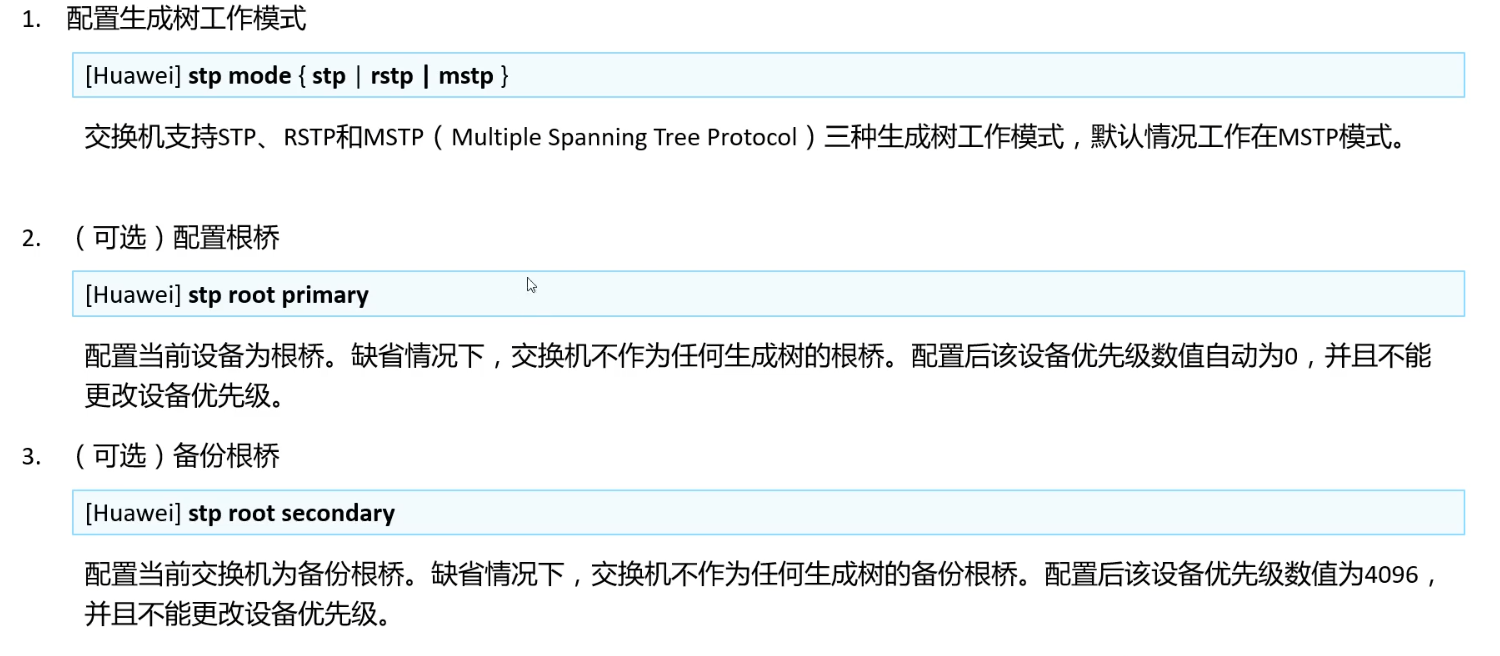 1. 配置生成树工作模式
[Huawei] stp mode { stp | rstp | mstp }
交换机支持STP、RSTP和MSTP（Multiple Spanning Tree Protocol）三种生成树工作模式，默认情况工作在MSTP模式。
2. （可选）配置根桥
[Huawei] stp root primary
配置当前设备为根桥。缺省情况下，交换机不作为任何生成树的根桥。配置后该设备优先级数值自动为0，并且不能
更改设备优先级。
3. （可选）备份根桥
[Huawei] stp root secondary
配置当前交换机为备份根桥。缺省情况下，交换机不作为任何生成树的备份根桥。配置后该设备优先级数值为4096，
并且不能更改设备优先级。